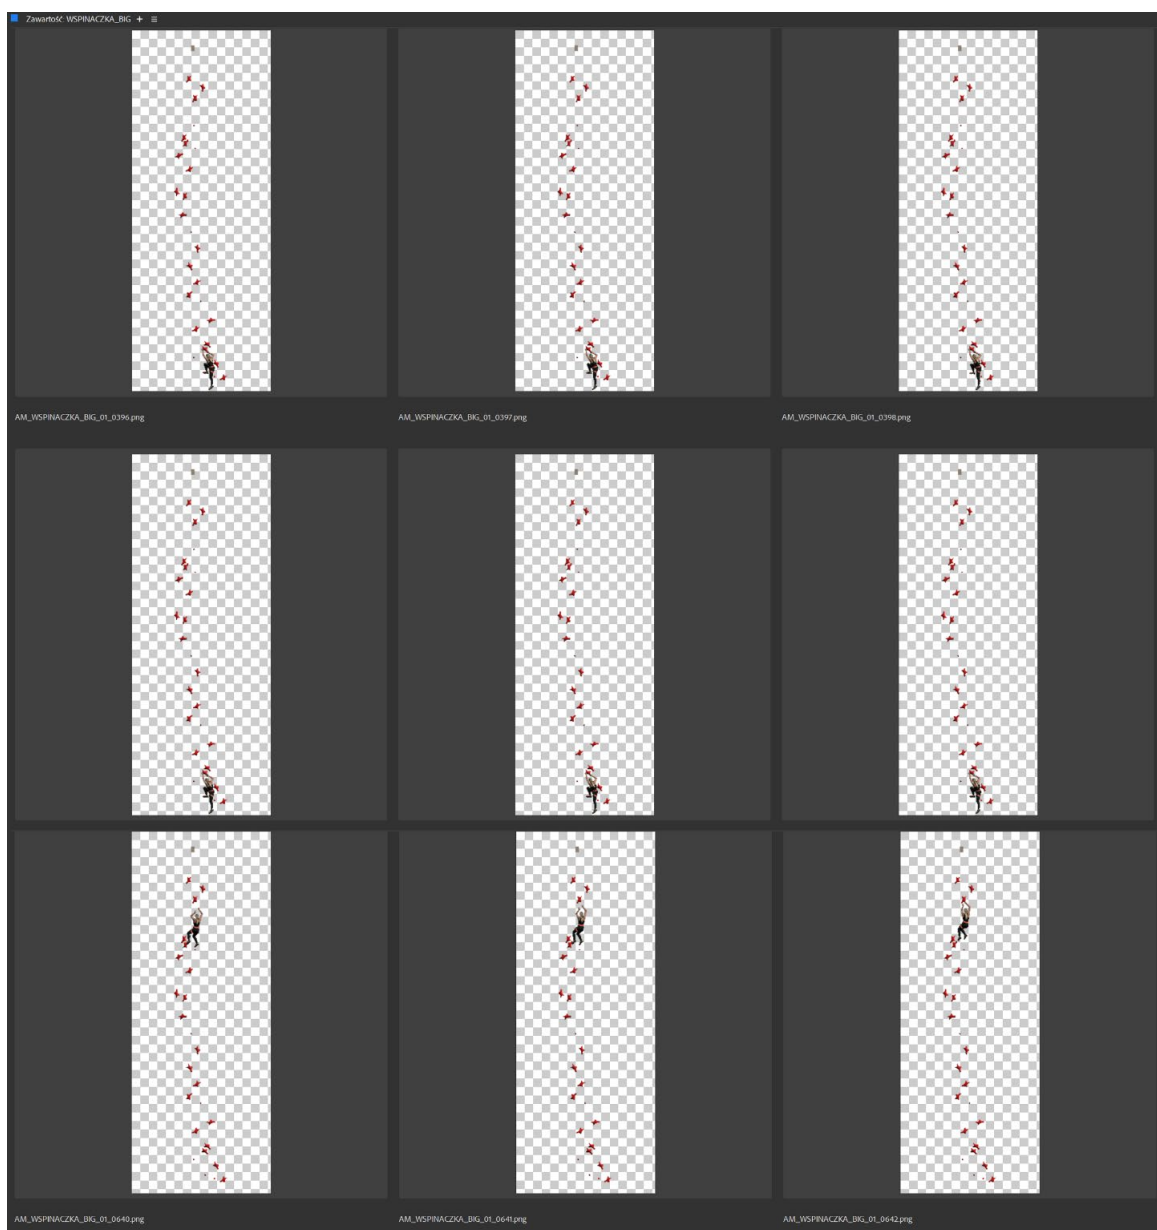 Zawartość: WSPINACZKA_BIG + ≡
AM_WSPINACZKA_BIG_01_0396.png
AM_WSPINACZKA_BIG_01_0397.png
AM_WSPINACZKA_BIG_01_0398.png
AM_WSPINACZKA_BIG_01_0640.png
AM_WSPINACZKA_BIG_01_0641.png
AM_WSPINACZKA_BIG_01_0642.png